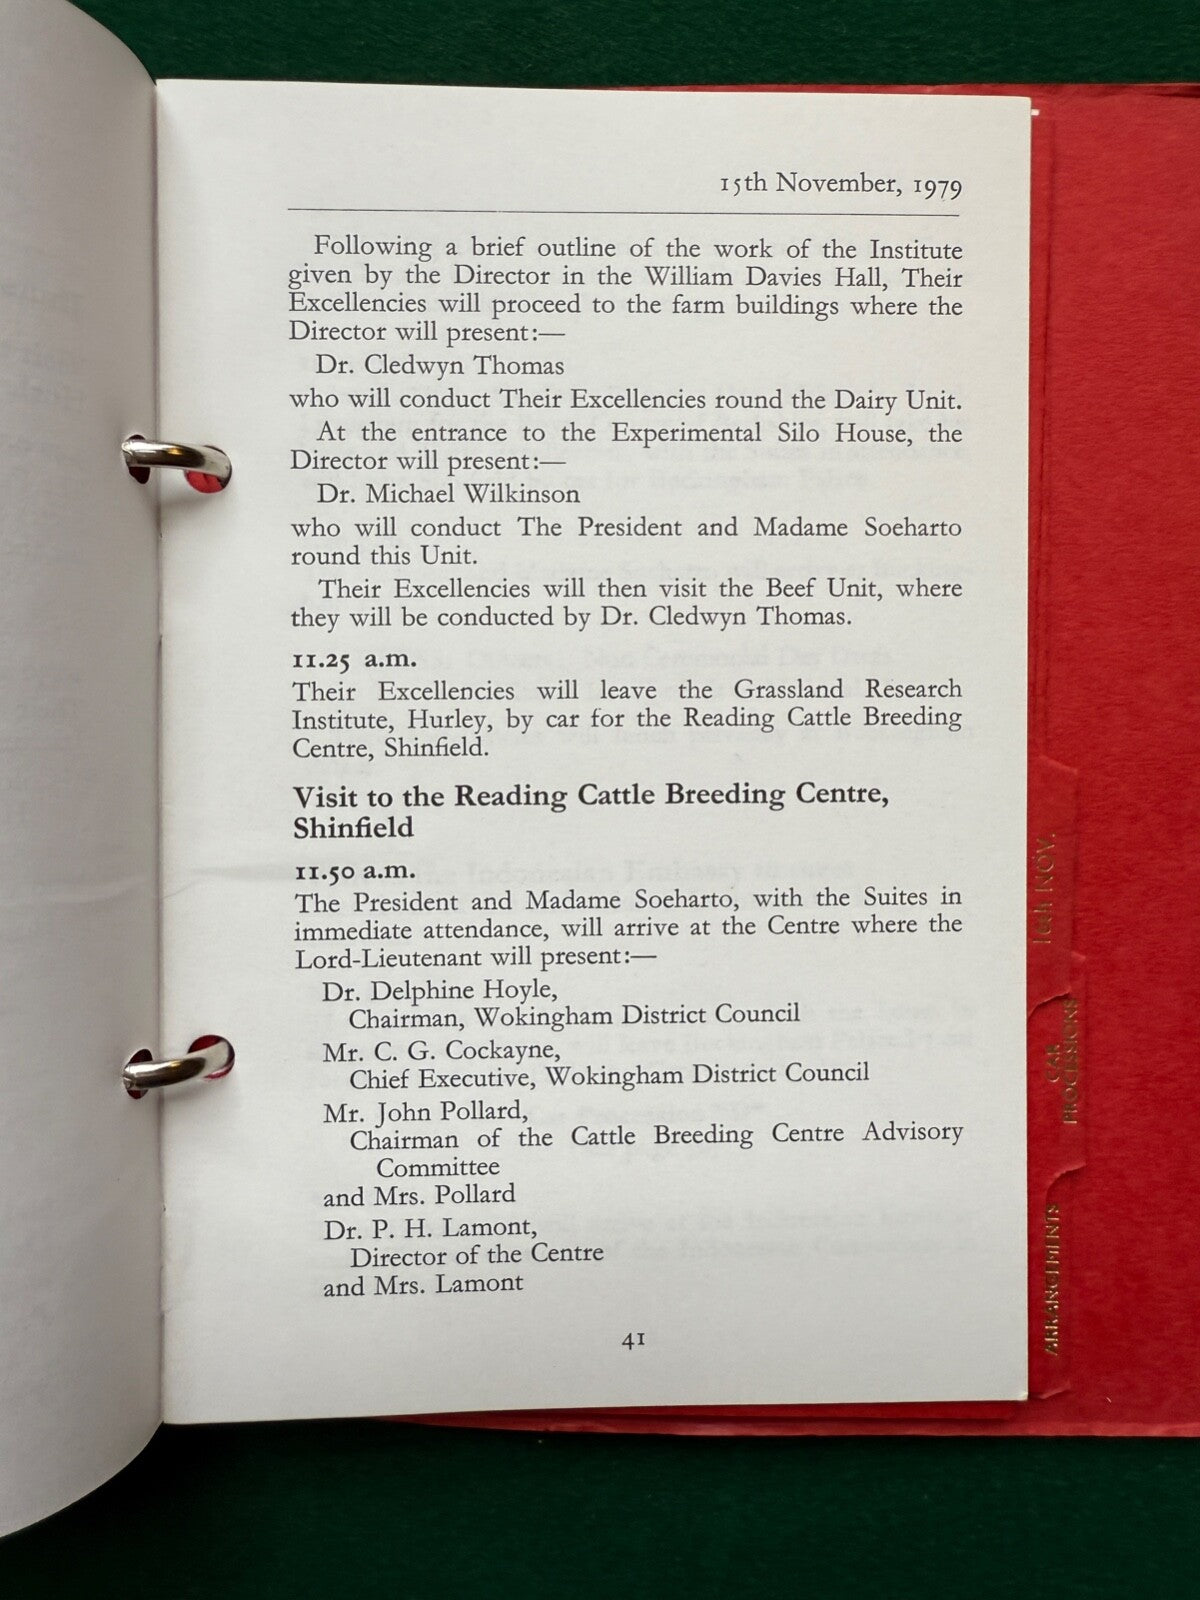 15th November, 1979
Following a brief outline of the work of the Institute
given by the Director in the William Davies Hall, Their
Excellencies will proceed to the farm buildings where the
Director will present:—
Dr. Cledwyn Thomas
who will conduct Their Excellencies round the Dairy Unit.
At the entrance to the Experimental Silo House, the
Director will present:—
Dr. Michael Wilkinson
who will conduct The President and Madame Soeharto
round this Unit.
Their Excellencies will then visit the Beef Unit, where
they will be conducted by Dr. Cledwyn Thomas.
11.25 a.m.
Their Excellencies will leave the Grassland Research
Institute, Hurley, by car for the Reading Cattle Breeding
Centre, Shinfield.
Visit to the Reading Cattle Breeding Centre,
Shinfield
11.50 a.m.
The President and Madame Soeharto, with the Suites in
immediate attendance, will arrive at the Centre where the
Lord-Lieutenant will present:—
Dr. Delphine Hoyle,
Chairman, Wokingham District Council
Mr. C. G. Cockayne,
Chief Executive, Wokingham District Council
Mr. John Pollard,
Chairman of the Cattle Breeding Centre Advisory
Committee
and Mrs. Pollard
Dr. P. H. Lamont,
Director of the Centre
and Mrs. Lamont
41
16th NOV.
CAR
PROCESSIONS
ARRANGEMENTS